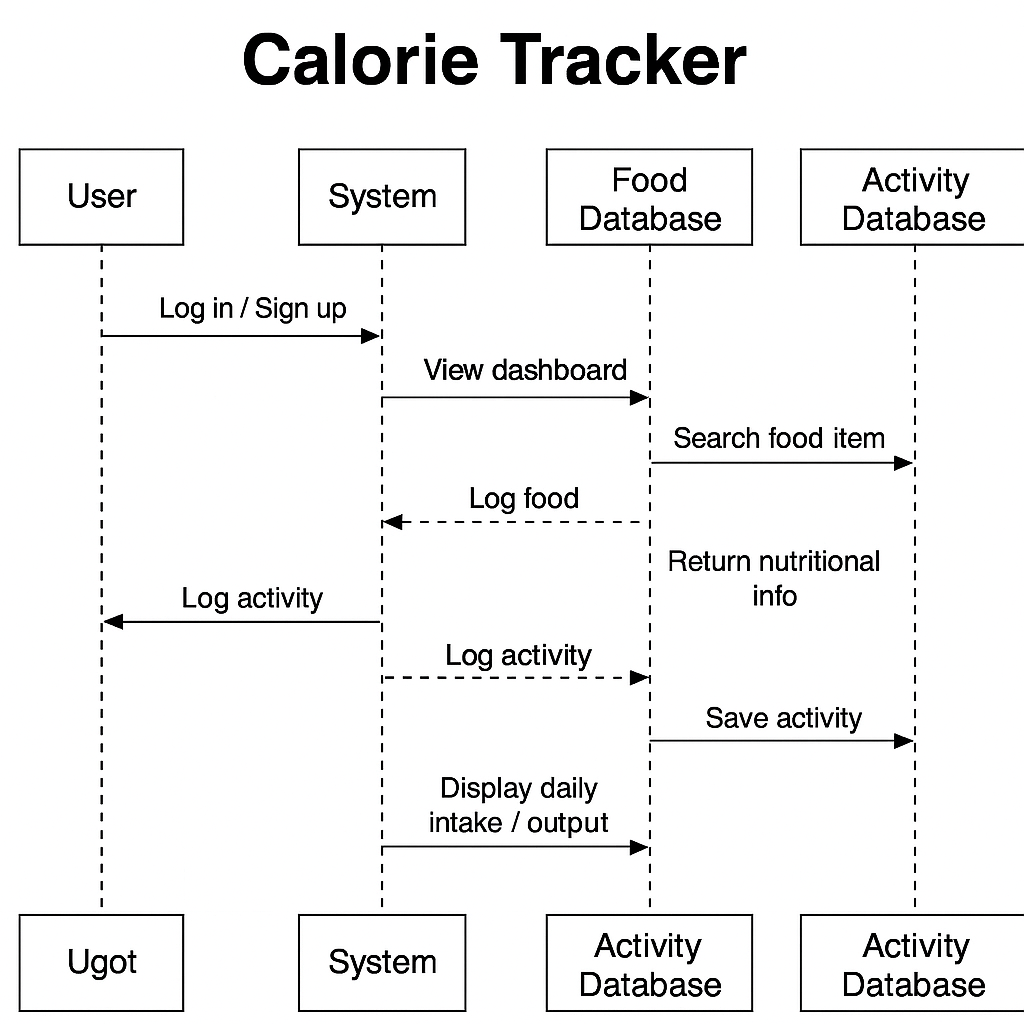 Calorie Tracker
User
System
Food
Database
Activity
Database
Log in / Sign up
View dashboard
Search food item
Log food
Return nutritional
info
Log activity
Log activity
Save activity
Display daily
intake / output
Ugot
System
Activity
Database
Activity
Database